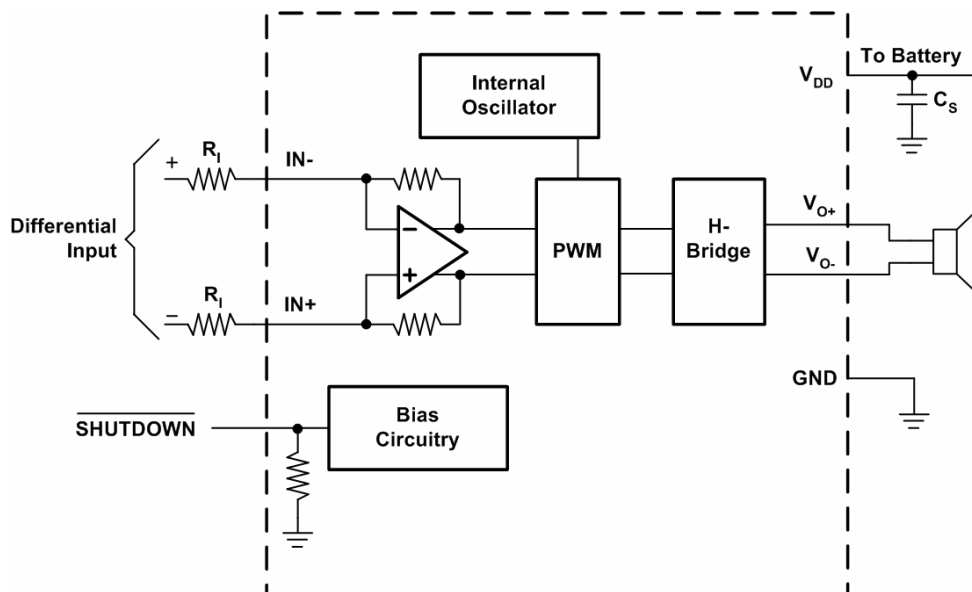 To Battery
V_DD
C_S
Internal
Oscillator
R_I
IN-
+
Differential
Input
−
+
PWM
H-
Bridge
V_O+
V_O-
R_I
IN+
−
GND
SHUTDOWN
Bias
Circuitry